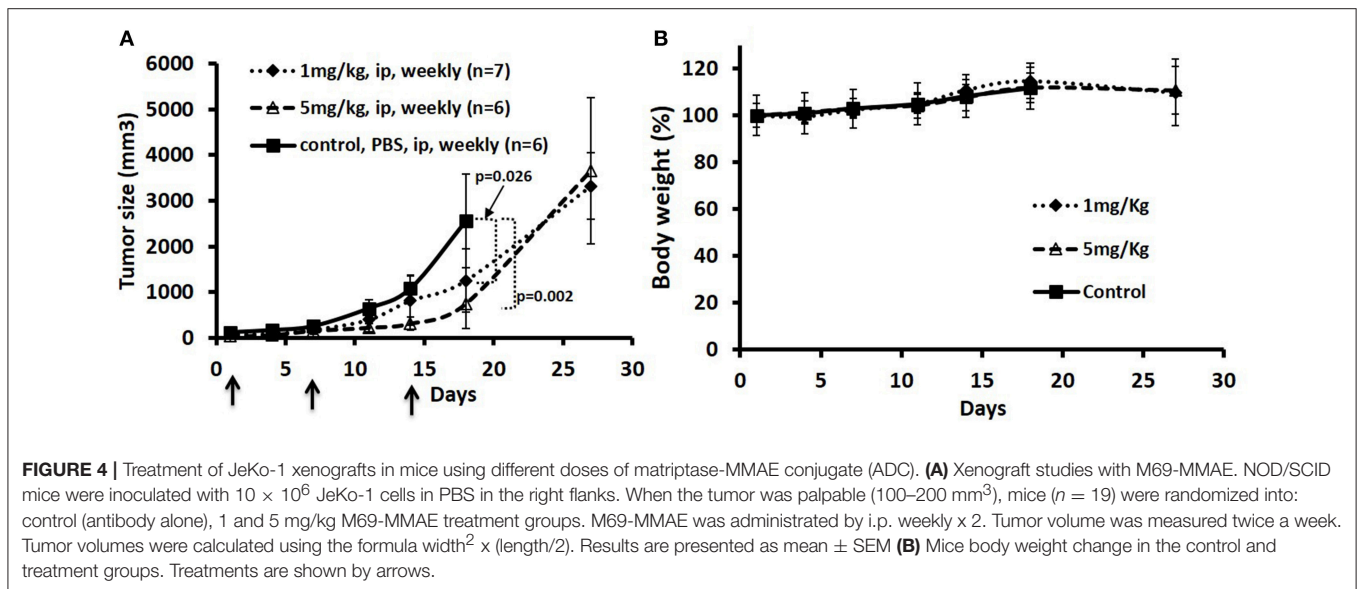 A
6000
5000
4000
3000
2000
1000
0
Tumor size (mm3)
1mg/kg, ip, weekly (n=7)
5mg/kg, ip, weekly (n=6)
control, PBS, ip, weekly (n=6)
p=0.026
p=0.002
0 5 10 15 20 25 30
Days
B
120
100
80
60
40
20
0
Body weight (%)
1mg/Kg
5mg/Kg
Control
0 5 10 15 20 25 30
Days
FIGURE 4 | Treatment of JeKo-1 xenografts in mice using different doses of matriptase-MMAE conjugate (ADC). (A) Xenograft studies with M69-MMAE. NOD/SCID
mice were inoculated with 10 × 10⁶ JeKo-1 cells in PBS in the right flanks. When the tumor was palpable (100–200 mm³), mice (n = 19) were randomized into:
control (antibody alone), 1 and 5 mg/kg M69-MMAE treatment groups. M69-MMAE was administrated by i.p. weekly x 2. Tumor volume was measured twice a week.
Tumor volumes were calculated using the formula width² x (length/2). Results are presented as mean ± SEM (B) Mice body weight change in the control and
treatment groups. Treatments are shown by arrows.